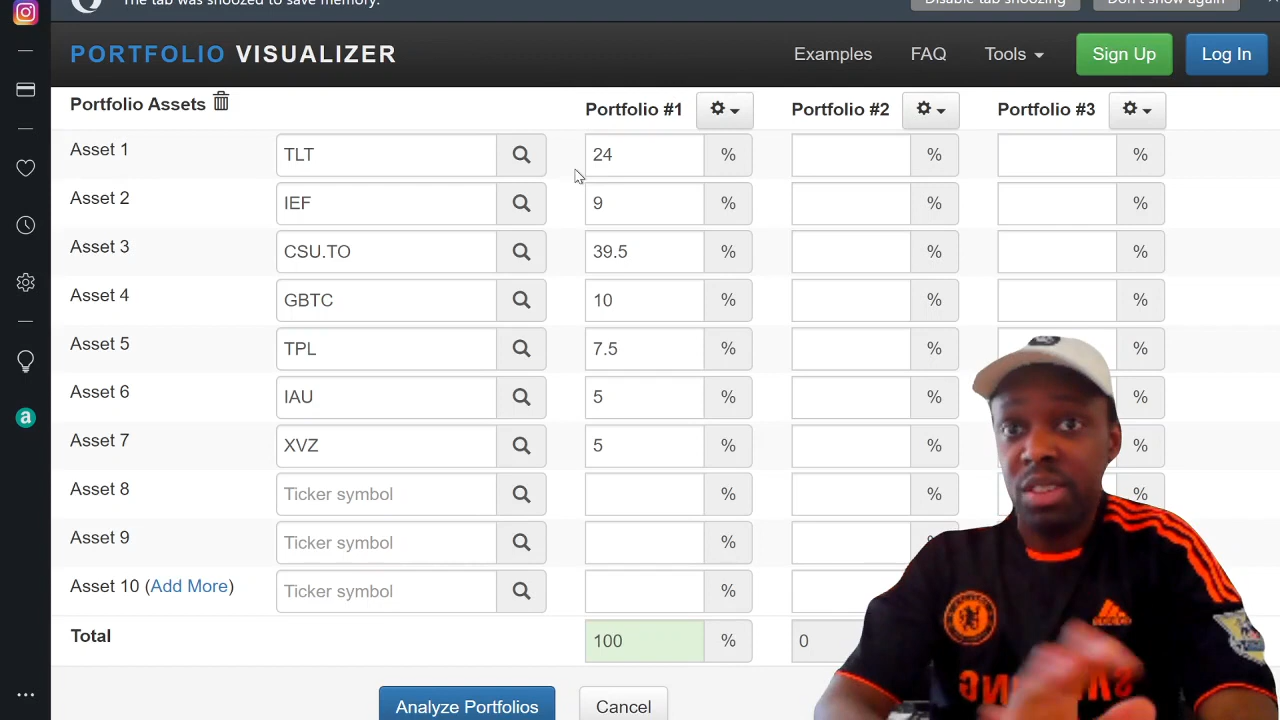 The tab was snoozed to save memory.
Disable tab snoozing
Don't show again
PORTFOLIO VISUALIZER
Examples
FAQ
Tools
Sign Up
Log In
Portfolio Assets
Portfolio #1
Portfolio #2
Portfolio #3
Asset 1
TLT
24 %
%
%
Asset 2
IEF
9 %
%
%
Asset 3
CSU.TO
39.5 %
%
%
Asset 4
GBTC
10 %
%
%
Asset 5
TPL
7.5 %
%
%
Asset 6
IAU
5 %
%
%
Asset 7
XVZ
5 %
%
%
Asset 8
Ticker symbol
%
%
%
Asset 9
Ticker symbol
%
Asset 10 (Add More)
Ticker symbol
%
Total
100 %
0
Analyze Portfolios
Cancel
a
adidas